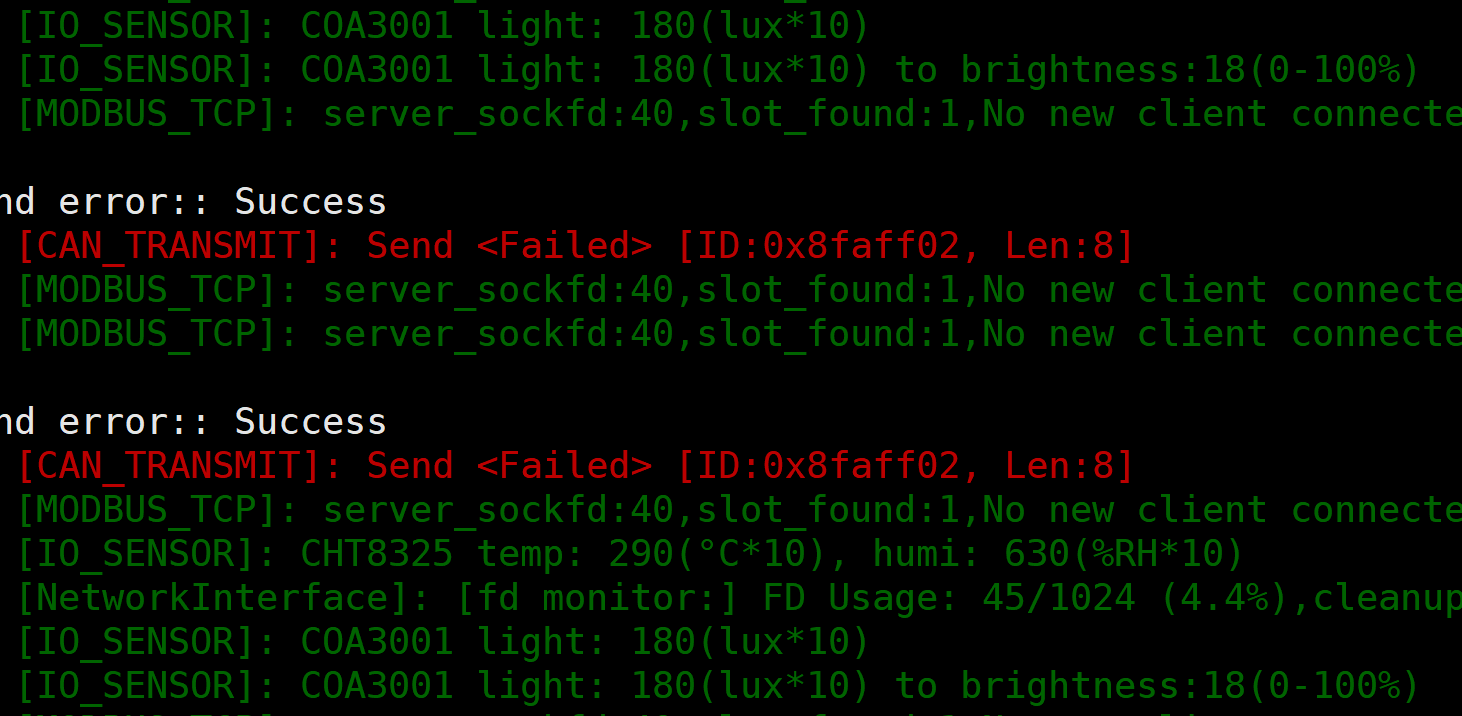 [IO_SENSOR]: COA3001 light: 180(lux*10)
[IO_SENSOR]: COA3001 light: 180(lux*10) to brightness:18(0-100%)
[MODBUS_TCP]: server_sockfd:40,slot_found:1,No new client connecte
nd error:: Success
[CAN_TRANSMIT]: Send <Failed> [ID:0x8faff02, Len:8]
[MODBUS_TCP]: server_sockfd:40,slot_found:1,No new client connecte
[MODBUS_TCP]: server_sockfd:40,slot_found:1,No new client connecte
nd error:: Success
[CAN_TRANSMIT]: Send <Failed> [ID:0x8faff02, Len:8]
[MODBUS_TCP]: server_sockfd:40,slot_found:1,No new client connecte
[IO_SENSOR]: CHT8325 temp: 290(°C*10), humi: 630(%RH*10)
[NetworkInterface]: [fd monitor:] FD Usage: 45/1024 (4.4%),cleanup
[IO_SENSOR]: COA3001 light: 180(lux*10)
[IO_SENSOR]: COA3001 light: 180(lux*10) to brightness:18(0-100%)